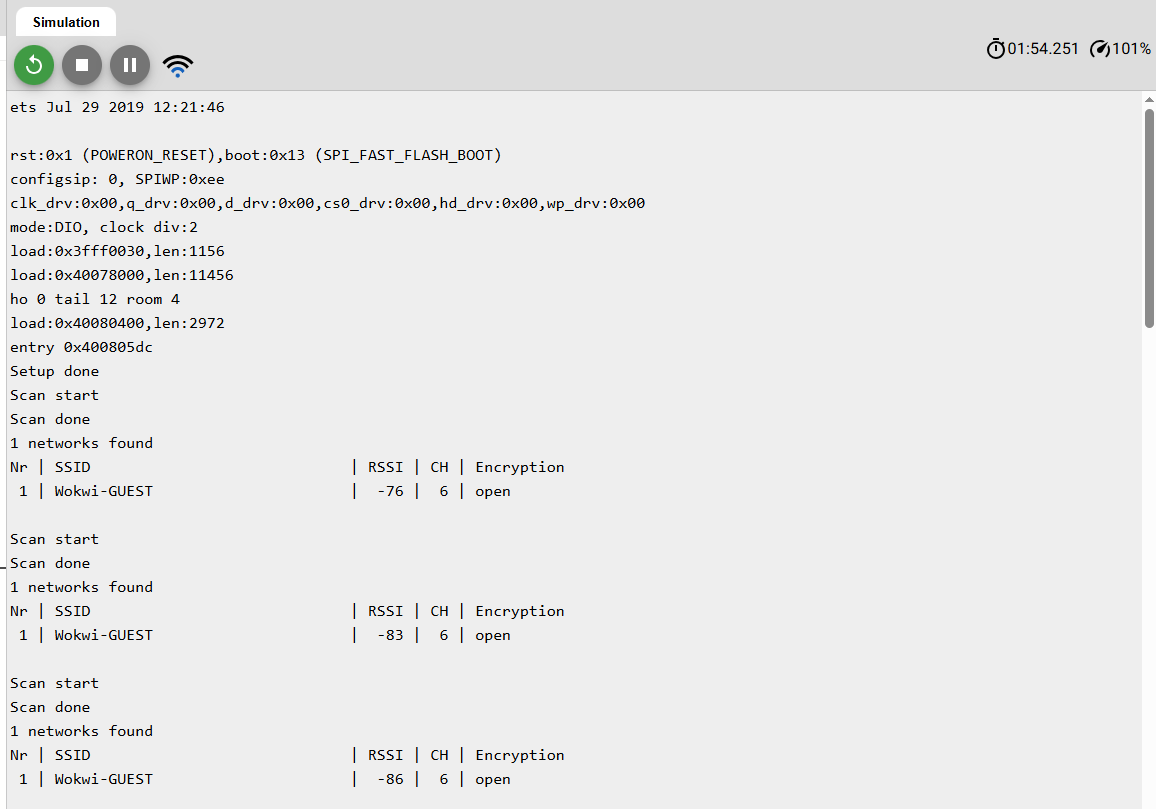 Simulation
01:54.251 101%
ets Jul 29 2019 12:21:46
rst:0x1 (POWERON_RESET),boot:0x13 (SPI_FAST_FLASH_BOOT)
configsip: 0, SPIWP:0xee
clk_drv:0x00,q_drv:0x00,d_drv:0x00,cs0_drv:0x00,hd_drv:0x00,wp_drv:0x00
mode:DIO, clock div:2
load:0x3fff0030,len:1156
load:0x40078000,len:11456
ho 0 tail 12 room 4
load:0x40080400,len:2972
entry 0x400805dc
Setup done
Scan start
Scan done
1 networks found
Nr | SSID                             | RSSI | CH | Encryption
 1 | Wokwi-GUEST                      |  -76 |  6 | open
Scan start
Scan done
1 networks found
Nr | SSID                             | RSSI | CH | Encryption
 1 | Wokwi-GUEST                      |  -83 |  6 | open
Scan start
Scan done
1 networks found
Nr | SSID                             | RSSI | CH | Encryption
 1 | Wokwi-GUEST                      |  -86 |  6 | open